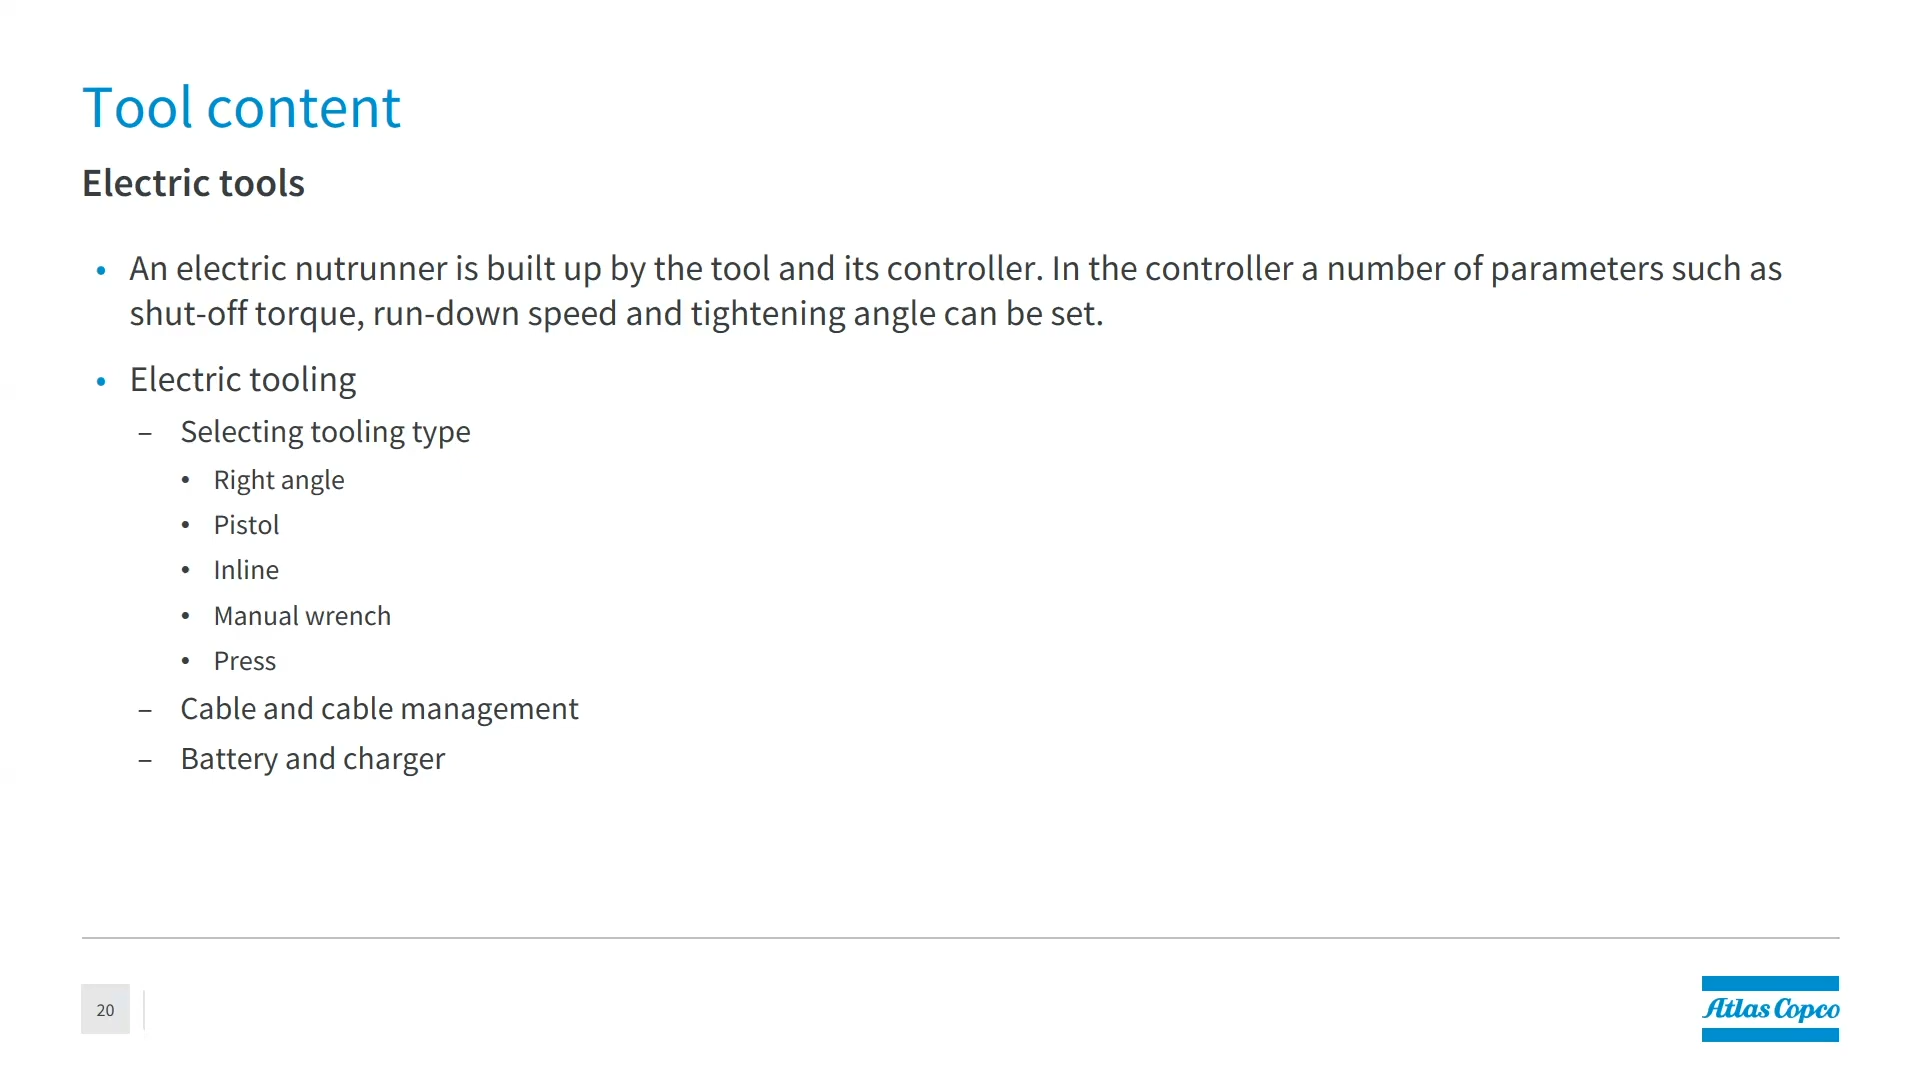 Tool content
Electric tools
• An electric nutrunner is built up by the tool and its controller. In the controller a number of parameters such as
shut-off torque, run-down speed and tightening angle can be set.
• Electric tooling
– Selecting tooling type
• Right angle
• Pistol
• Inline
• Manual wrench
• Press
– Cable and cable management
– Battery and charger
20
Atlas Copco